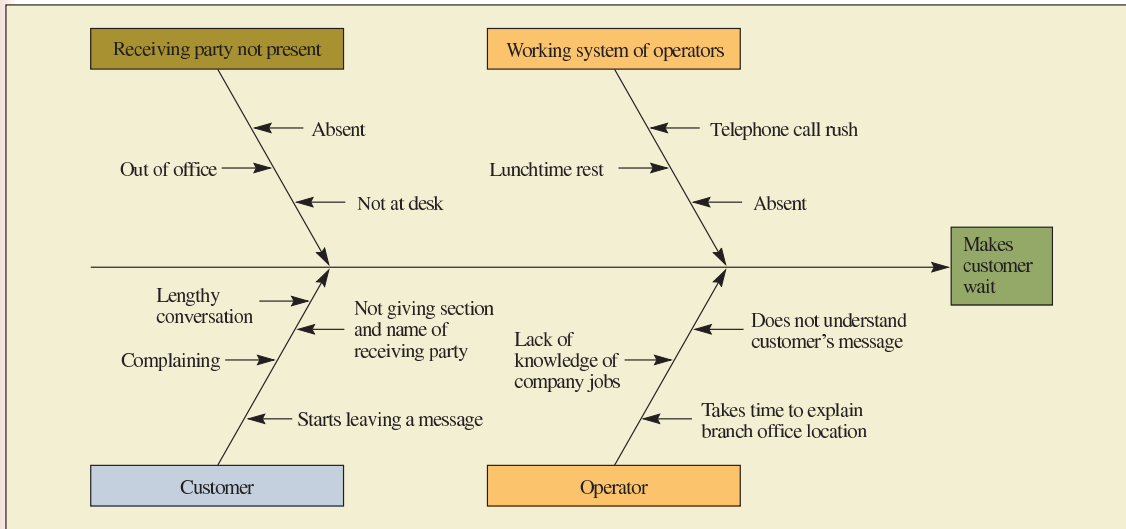 Receiving party not present
Working system of operators
Absent
Telephone call rush
Out of office
Lunchtime rest
Not at desk
Absent
Makes
customer
wait
Lengthy
conversation
Not giving section
and name of
receiving party
Does not understand
customer's message
Lack of
knowledge of
company jobs
Complaining
Starts leaving a message
Takes time to explain
branch office location
Customer
Operator